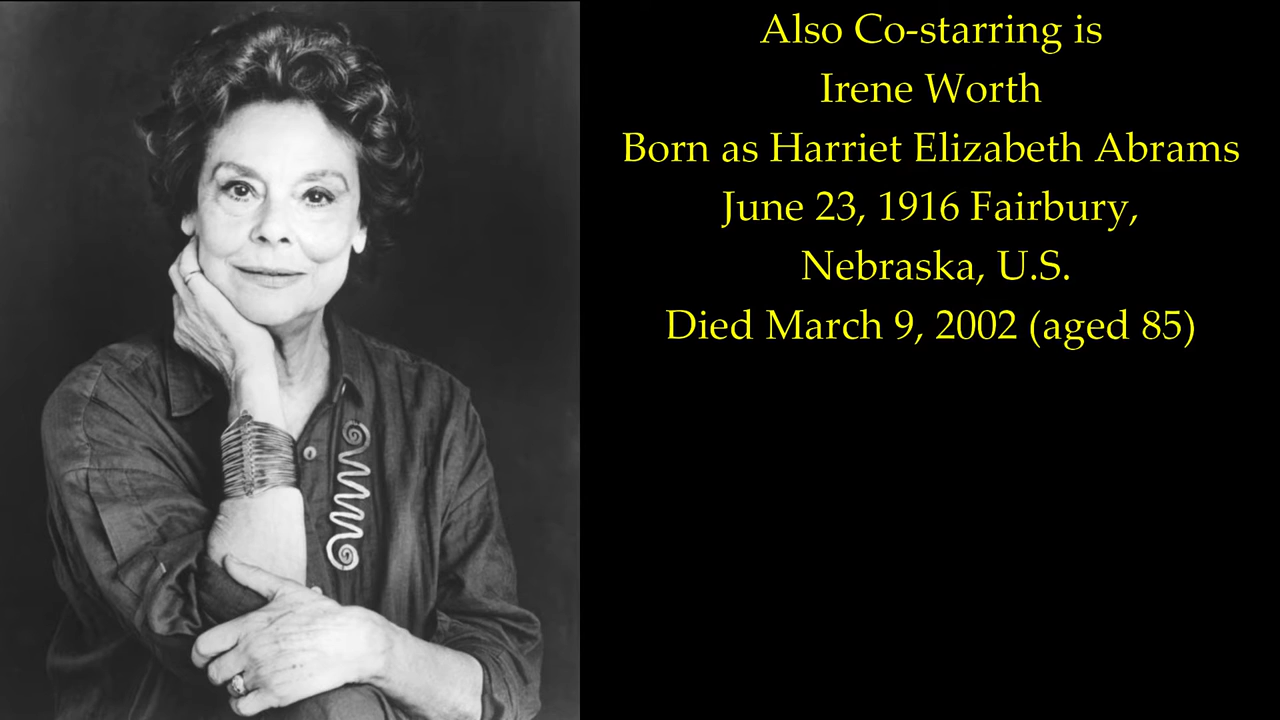 Also Co-starring is
Irene Worth
Born as Harriet Elizabeth Abrams
June 23, 1916 Fairbury,
Nebraska, U.S.
Died March 9, 2002 (aged 85)